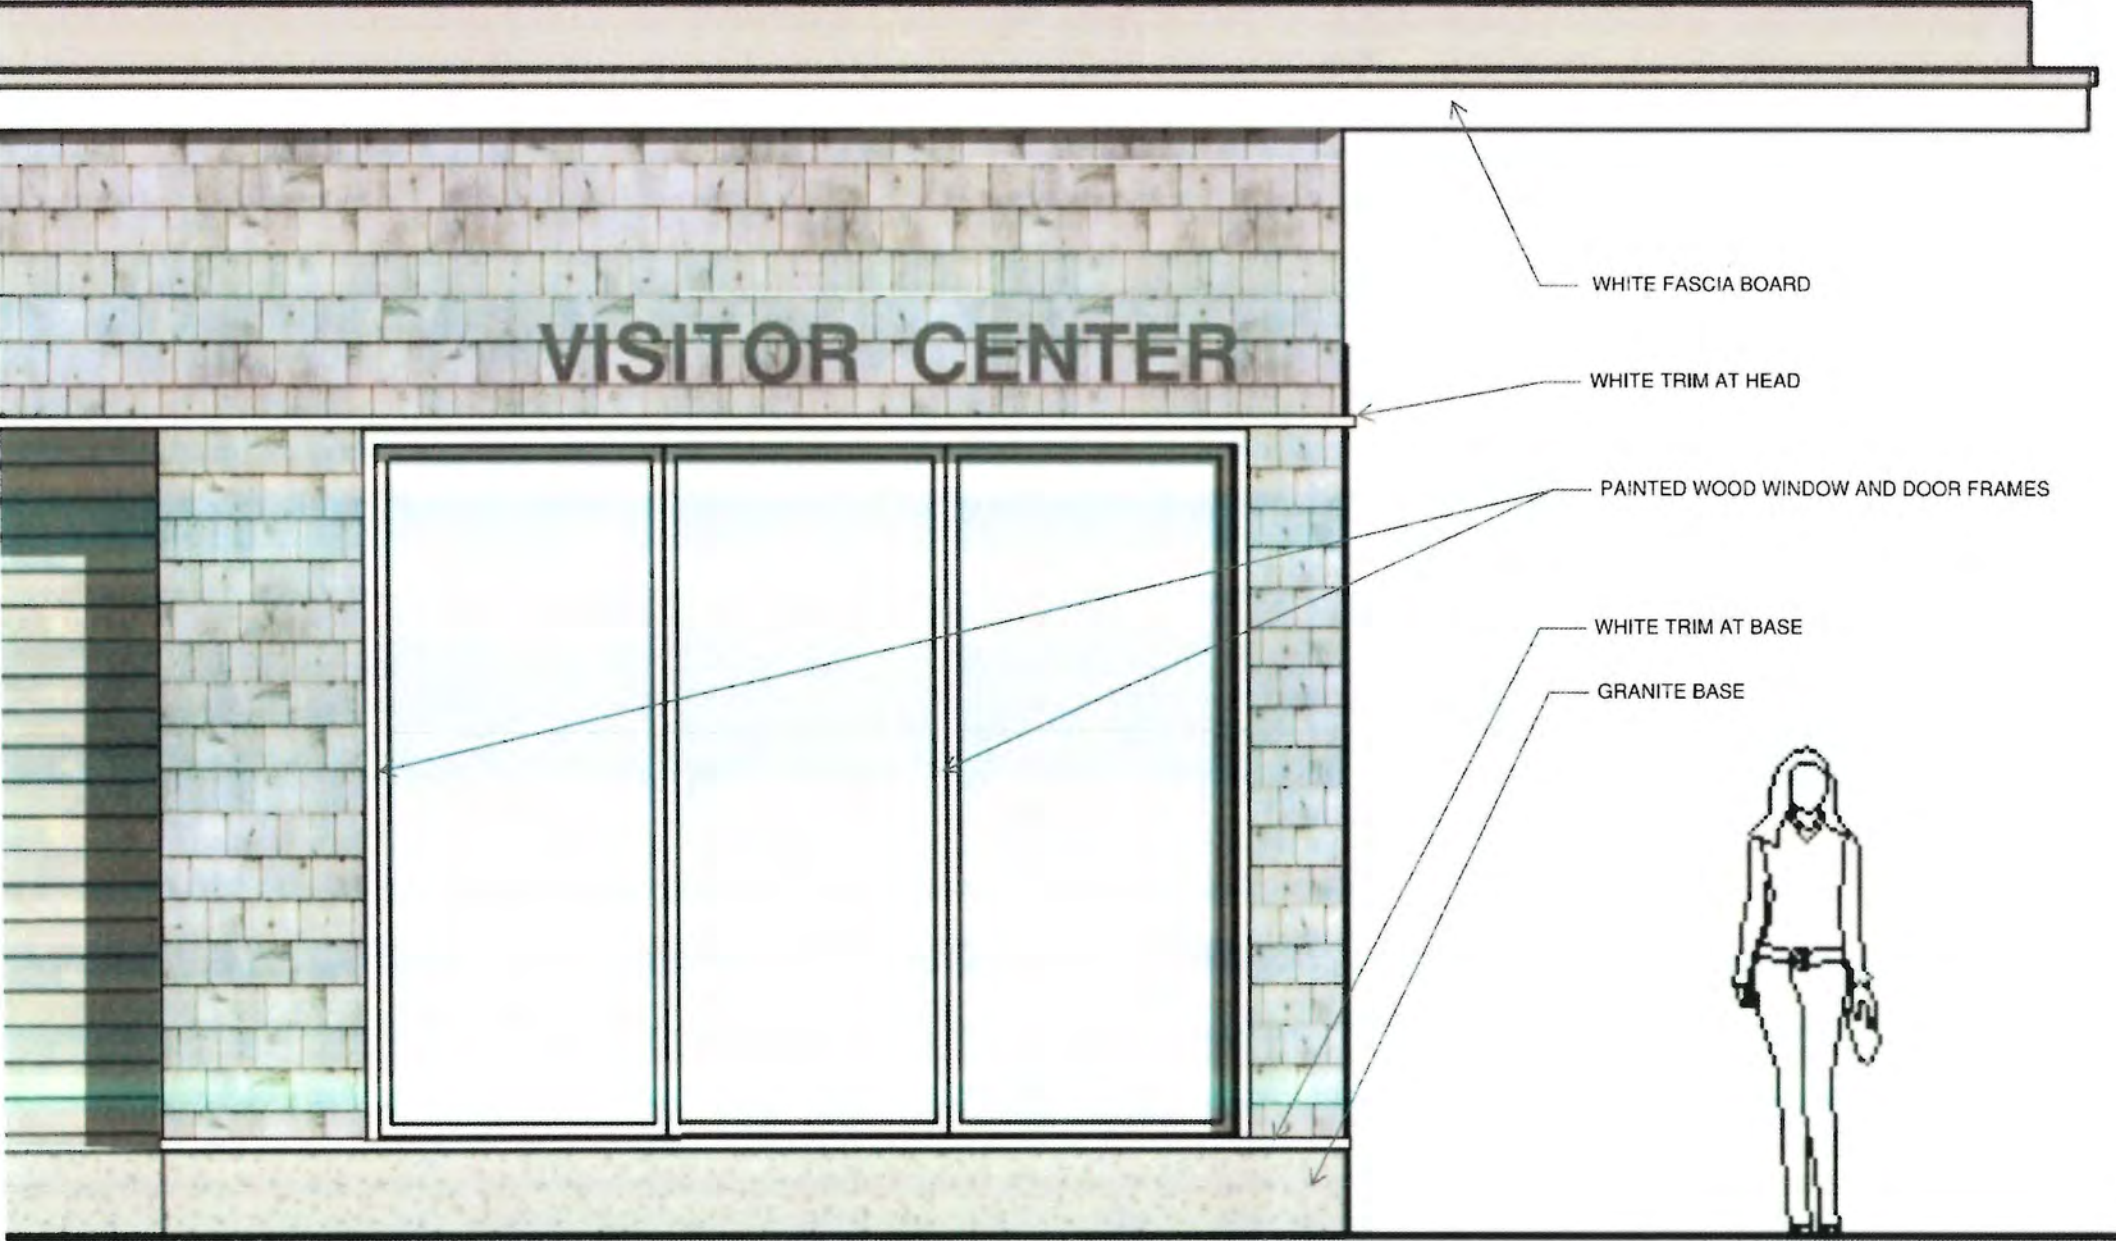 WHITE FASCIA BOARD
VISITOR CENTER
WHITE TRIM AT HEAD
PAINTED WOOD WINDOW AND DOOR FRAMES
WHITE TRIM AT BASE
GRANITE BASE